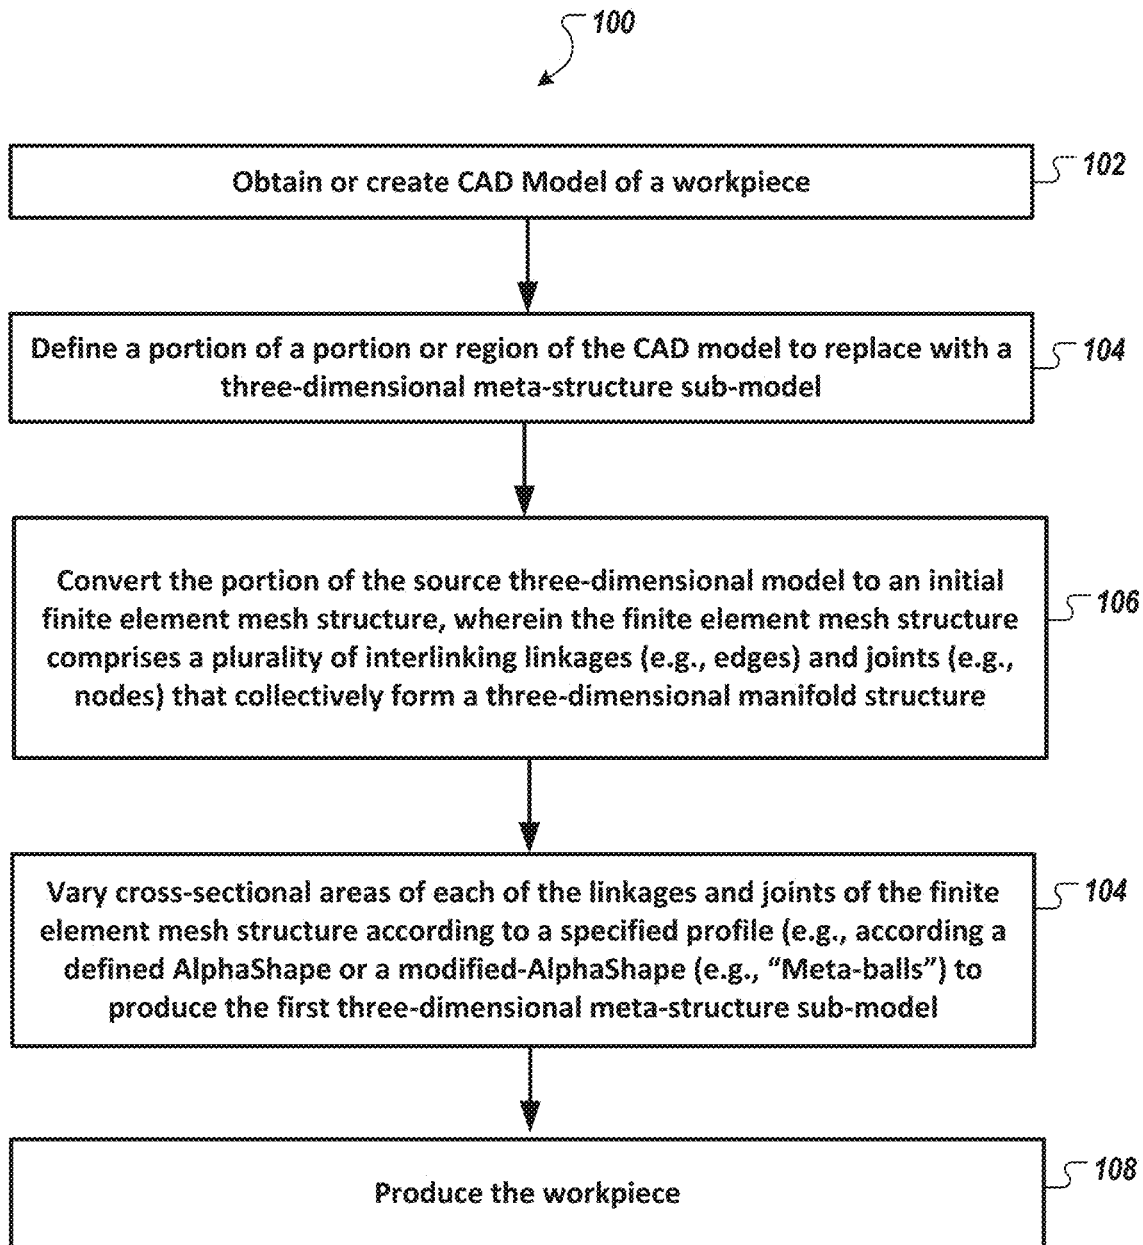 100
Obtain or create CAD Model of a workpiece
102
Define a portion of a portion or region of the CAD model to replace with a
three-dimensional meta-structure sub-model
104
Convert the portion of the source three-dimensional model to an initial
finite element mesh structure, wherein the finite element mesh structure
comprises a plurality of interlinking linkages (e.g., edges) and joints (e.g.,
nodes) that collectively form a three-dimensional manifold structure
106
Vary cross-sectional areas of each of the linkages and joints of the finite
element mesh structure according to a specified profile (e.g., according a
defined AlphaShape or a modified-AlphaShape (e.g., “Meta-balls”) to
produce the first three-dimensional meta-structure sub-model
104
Produce the workpiece
108